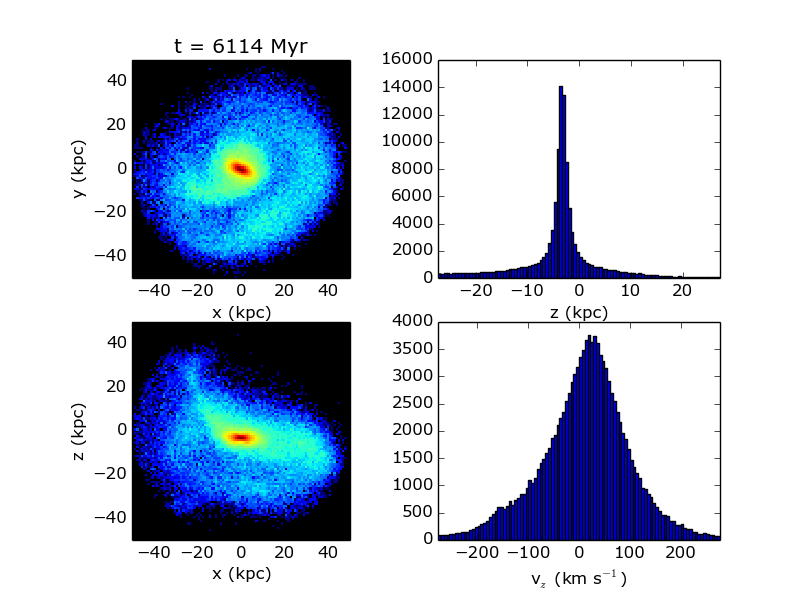 t = 6114 Myr
40
20
0
−20
−40
y (kpc)
−40 −20 0 20 40
x (kpc)
16000
14000
12000
10000
8000
6000
4000
2000
0
−20 −10 0 10 20
z (kpc)
40
20
0
−20
−40
z (kpc)
−40 −20 0 20 40
x (kpc)
4000
3500
3000
2500
2000
1500
1000
500
0
−200 −100 0 100 200
v_z (km s^−1)